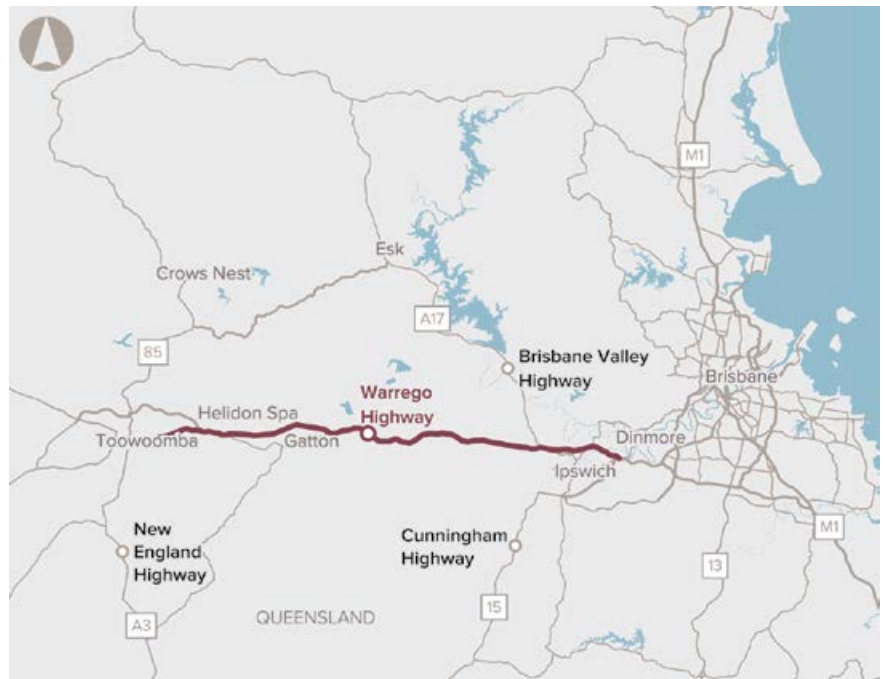 M1
Esk
Crows Nest
A17
85
Brisbane Valley
Highway
Brisbane
Warrego
Highway
Helidon Spa
Toowoomba
Gatton
Dinmore
Ipswich
New
England
Highway
Cunningham
Highway
M1
13
15
A3
QUEENSLAND